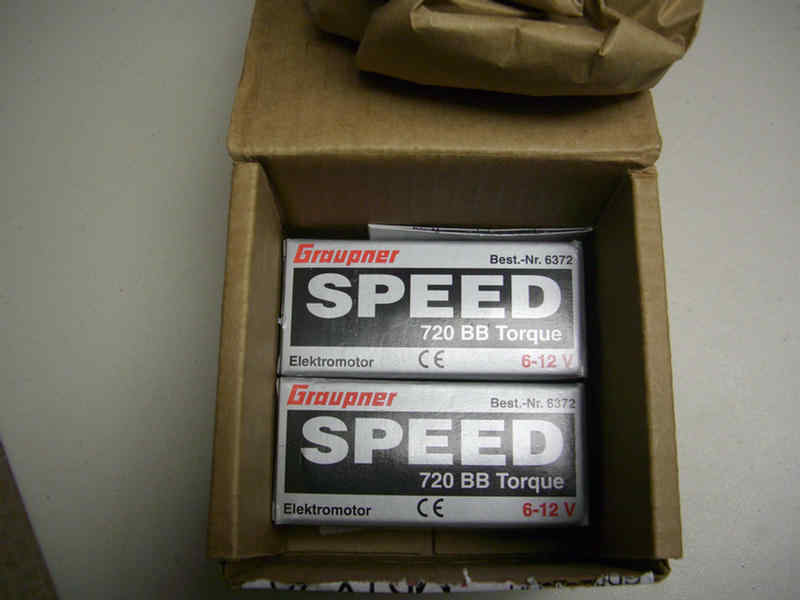 Graupner
Best.-Nr. 6372
SPEED
720 BB Torque
Elektromotor CE 6-12 V
Graupner
Best.-Nr. 6372
SPEED
720 BB Torque
Elektromotor CE 6-12 V